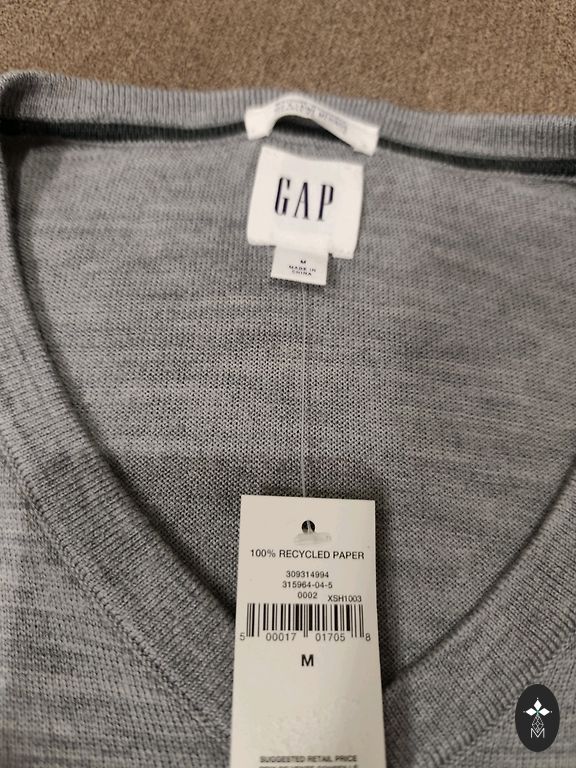 GAP
M
MADE IN
CHINA
100% RECYCLED PAPER
309314994
315964-04-5
0002 XSH1003
5 00017 01705 8
M
SUGGESTED RETAIL PRICE
M